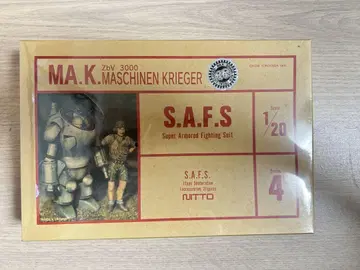 MA.K.
ZbV 3000
MASCHINEN KRIEGER
S.A.F.S
Super Armored Fighting Suit
1/20
S.A.F.S.
NITTO
4